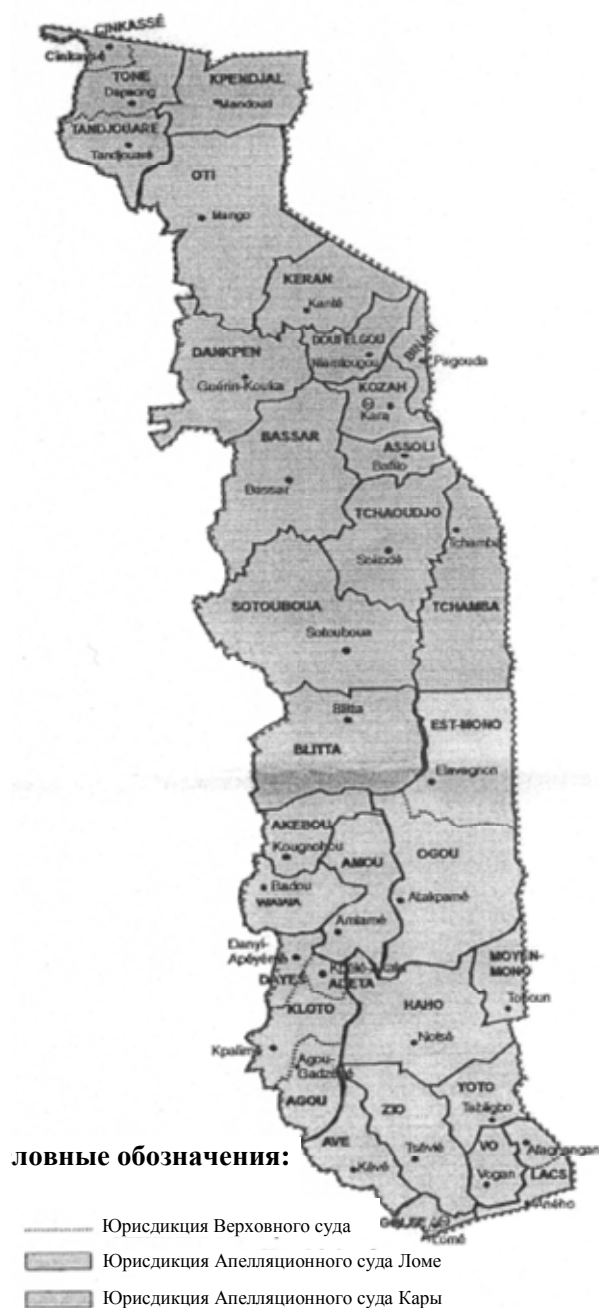 CINKASSÉ
Cinkassé
TONE
Dapaong
KPENDJAL
Mandouri
TANDJOUARE
Tandjouaré
OTI
Mango
KERAN
Kanté
DOUFELGOU
Niamtougou
BINAH
Pagouda
DANKPEN
Guérin-Kouka
KOZAH
Kara
BASSAR
ASSOLI
Bafilo
Bassar
TCHAOUDJO
Tchamba
Sokodé
SOTOUBOUA
TCHAMBA
Sotouboua
Blitta
EST-MONO
BLITTA
Elavagnon
AKEBOU
Kougnohou
AMOU
OGOU
Badou
WAWA
Atakpamé
Amlamé
Danyi-
Apéyémé
DAYES
MOYEN-
MONO
KLOTO
HAHO
Tohoun
Kpalimé
Notsé
Agou-
Gadzépé
AGOU
ZIO
YOTO
Tabligbo
AVE
VO
Kévé
Tsévié
Vogan
LACS
Aného
GOLFE
Lomé
ловные обозначения:
Юрисдикция Верховного суда
Юрисдикция Апелляционного суда Ломе
Юрисдикция Апелляционного суда Кары